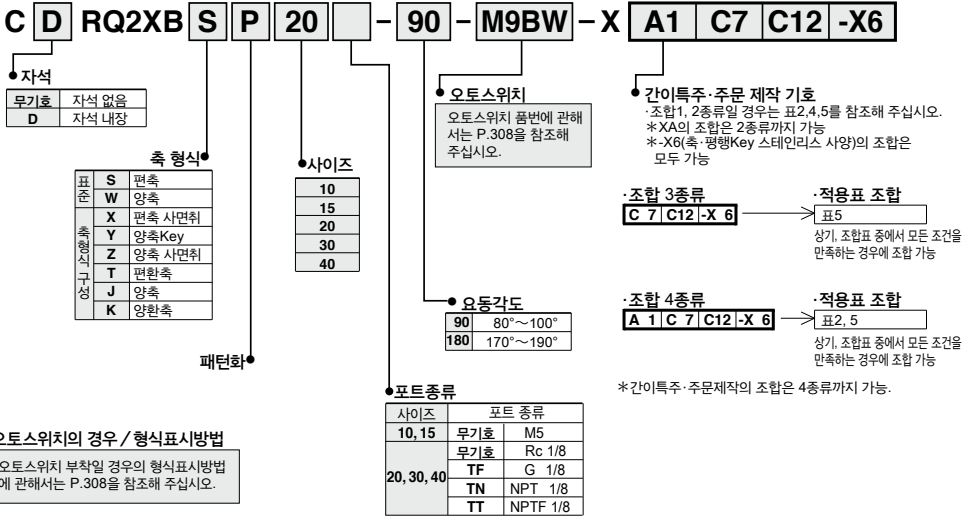 C D RQ2XB S P 20 - 90 - M9BW - X A1 C7 C12 -X6
자석
무기호 자석 없음
D 자석 내장
축 형식
표준
S 편축
W 양축
축형식 구성
X 편축 사면취
Y 양축Key
Z 양축 사면취
T 편환축
J 양축
K 양환축
패턴화
사이즈
10
15
20
30
40
포트종류
사이즈 포트 종류
10, 15 무기호 M5
20, 30, 40 무기호 Rc 1/8
TF G 1/8
TN NPT 1/8
TT NPTF 1/8
요동각도
90 80°~100°
180 170°~190°
오토스위치
오토스위치 품번에 관해
서는 P.308을 참조해
주십시오.
간이특주·주문 제작 기호
·조합1, 2종류일 경우는 표2,4,5를 참조해 주십시오.
＊XA의 조합은 2종류까지 가능
＊-X6(축·평행Key 스테인리스 사양)의 조합은
모두 가능
·조합 3종류 ·적용표 조합
C 7 C12 -X 6 표5
상기, 조합표 중에서 모든 조건을
만족하는 경우에 조합 가능
·조합 4종류 ·적용표 조합
A 1 C 7 C12 -X 6 표2, 5
상기, 조합표 중에서 모든 조건을
만족하는 경우에 조합 가능
＊간이특주·주문제작의 조합은 4종류까지 가능.
오토스위치의 경우 / 형식표시방법
오토스위치 부착일 경우의 형식표시방법
에 관해서는 P.308을 참조해 주십시오.